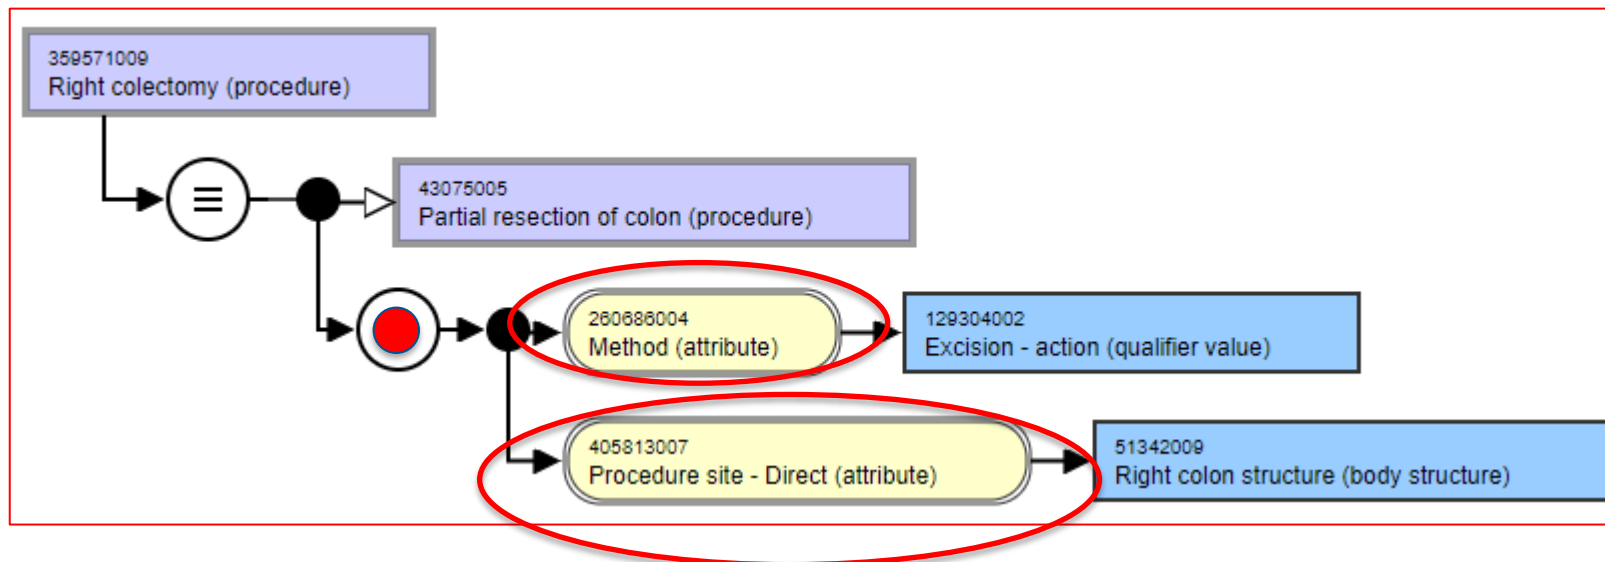 359571009
Right colectomy (procedure)
≡
43075005
Partial resection of colon (procedure)
260686004
Method (attribute)
129304002
Excision - action (qualifier value)
405813007
Procedure site - Direct (attribute)
51342009
Right colon structure (body structure)